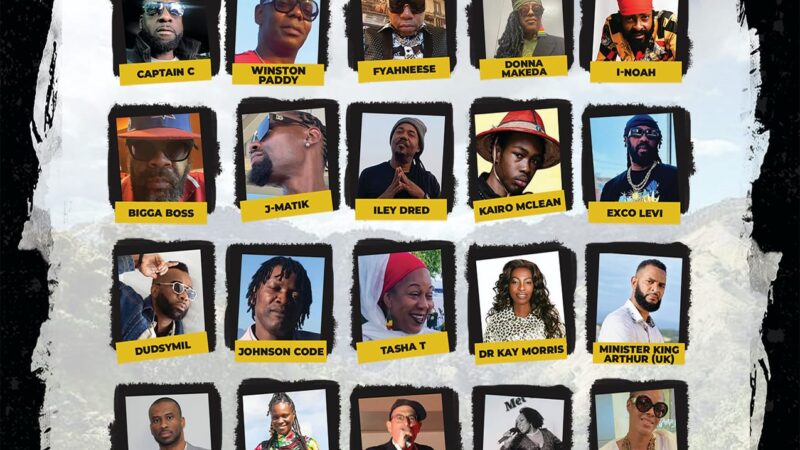 CAPTAIN C
WINSTON
PADDY
FYAHNEESE
DONNA
MAKEDA
I-NOAH
BIGGA BOSS
J-MATIK
ILEY DRED
KAIRO MCLEAN
EXCO LEVI
DUDSYMIL
JOHNSON CODE
TASHA T
DR KAY MORRIS
MINISTER KING
ARTHUR (UK)
Met